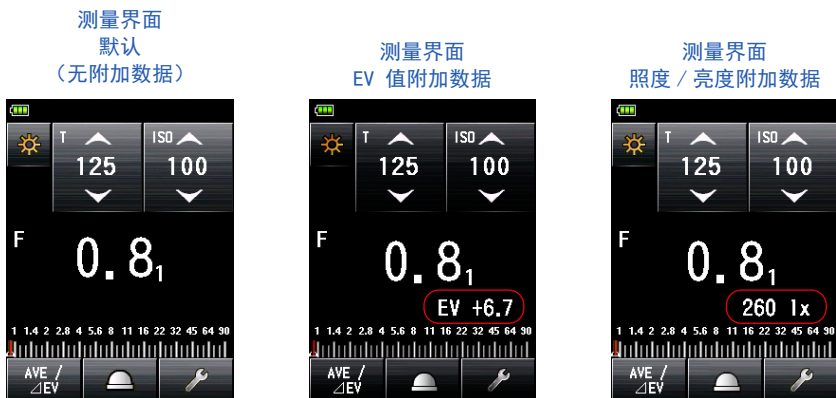 测量界面
默认
（无附加数据）
T
ISO
125
100
F
0.8₁
1 1.4 2 2.8 4 5.6 8 11 16 22 32 45 64 90
AVE /
⊿EV
测量界面
EV 值附加数据
T
ISO
125
100
F
0.8₁
EV +6.7
1 1.4 2 2.8 4 5.6 8 11 16 22 32 45 64 90
AVE /
⊿EV
测量界面
照度 / 亮度附加数据
T
ISO
125
100
F
0.8₁
260 lx
1 1.4 2 2.8 4 5.6 8 11 16 22 32 45 64 90
AVE /
⊿EV